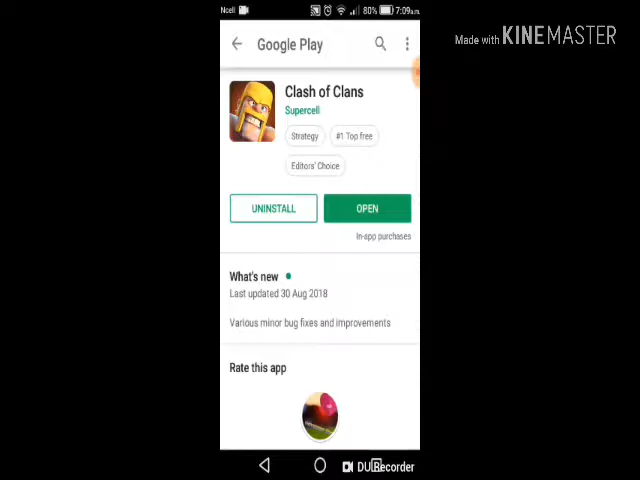 Ncell 80% 7:09 a.m.
Made with KINEMASTER
Google Play
Clash of Clans
Supercell
Strategy #1 Top free
Editors' Choice
UNINSTALL OPEN
In-app purchases
What's new
Last updated 30 Aug 2018
Various minor bug fixes and improvements
Rate this app
DU Recorder